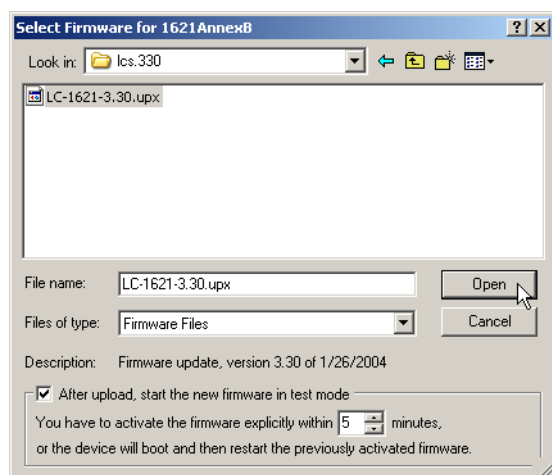 Select Firmware for 1621AnnexB
Look in: lcs.330
LC-1621-3.30.upx
File name: LC-1621-3.30.upx Open
Files of type: Firmware Files Cancel
Description: Firmware update, version 3.30 of 1/26/2004
After upload, start the new firmware in test mode
You have to activate the firmware explicitly within 5 minutes,
or the device will boot and then restart the previously activated firmware.